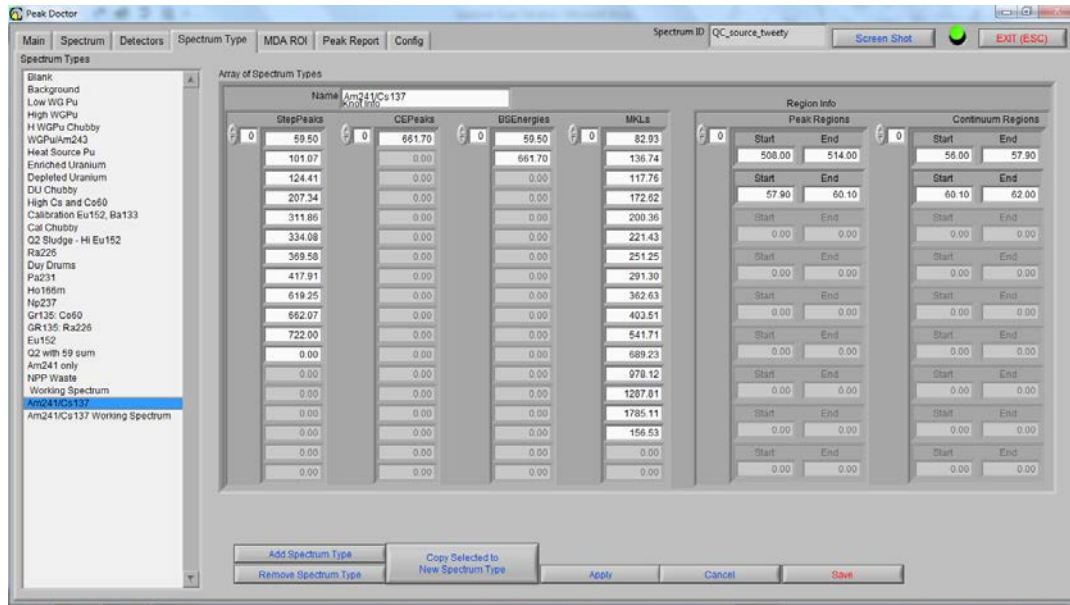 Peak Doctor
Main Spectrum Detectors Spectrum Type MDA ROI Peak Report Config Spectrum ID QC_source_tweety Screen Shot EXIT (ESC)
Spectrum Types
Blank
Background
Low WG Pu
High WGPu
H WGPu Chubby
WGPu/Am243
Heat Source Pu
Enriched Uranium
Depleted Uranium
DU Chubby
High Cs and Co60
Calibration Eu152, Ba133
Cal Chubby
Q2 Sludge - Hi Eu152
Ra226
Duy Drums
Pa231
Ho166m
Np237
Gr135: Co60
GR135: Ra226
Eu152
Q2 with 59 sum
Am241 only
NPP Waste
Working Spectrum
Am241/Cs137
Am241/Cs137 Working Spectrum
Array of Spectrum Types
Name Am241/Cs137
Knot Info
Region Info
StepPeaks CEPeaks BSEnergies MKLs Peak Regions Continuum Regions
0 59.50 0 661.70 0 59.50 0 82.93 0 Start End 0 Start End
101.07 0.00 661.70 136.74 508.00 514.00 56.00 57.90
124.41 0.00 0.00 117.76 Start End Start End
207.34 0.00 0.00 172.62 57.90 60.10 60.10 62.00
311.86 0.00 0.00 200.36 Start End Start End
334.08 0.00 0.00 221.43 0.00 0.00 0.00 0.00
369.58 0.00 0.00 251.25 Start End Start End
417.91 0.00 0.00 291.30 0.00 0.00 0.00 0.00
619.25 0.00 0.00 362.63 Start End Start End
662.07 0.00 0.00 403.51 0.00 0.00 0.00 0.00
722.00 0.00 0.00 541.71 Start End Start End
0.00 0.00 0.00 689.23 0.00 0.00 0.00 0.00
0.00 0.00 0.00 978.12 Start End Start End
0.00 0.00 0.00 1287.81 0.00 0.00 0.00 0.00
0.00 0.00 0.00 1785.11 Start End Start End
0.00 0.00 0.00 156.53 0.00 0.00 0.00 0.00
0.00 0.00 0.00 0.00 Start End Start End
0.00 0.00 0.00 0.00 0.00 0.00 0.00 0.00
Add Spectrum Type
Remove Spectrum Type
Copy Selected to
New Spectrum Type
Apply Cancel Save